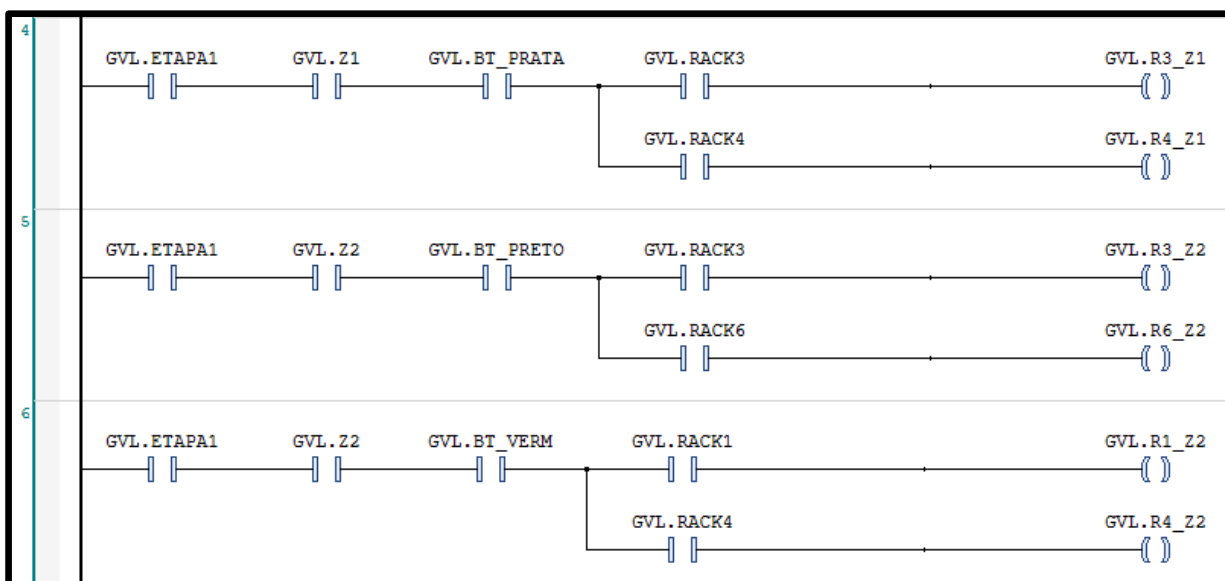 4
GVL.ETAPA1 GVL.Z1 GVL.BT_PRATA GVL.RACK3 GVL.R3_Z1
GVL.RACK4 GVL.R4_Z1
5
GVL.ETAPA1 GVL.Z2 GVL.BT_PRETO GVL.RACK3 GVL.R3_Z2
GVL.RACK6 GVL.R6_Z2
6
GVL.ETAPA1 GVL.Z2 GVL.BT_VERM GVL.RACK1 GVL.R1_Z2
GVL.RACK4 GVL.R4_Z2